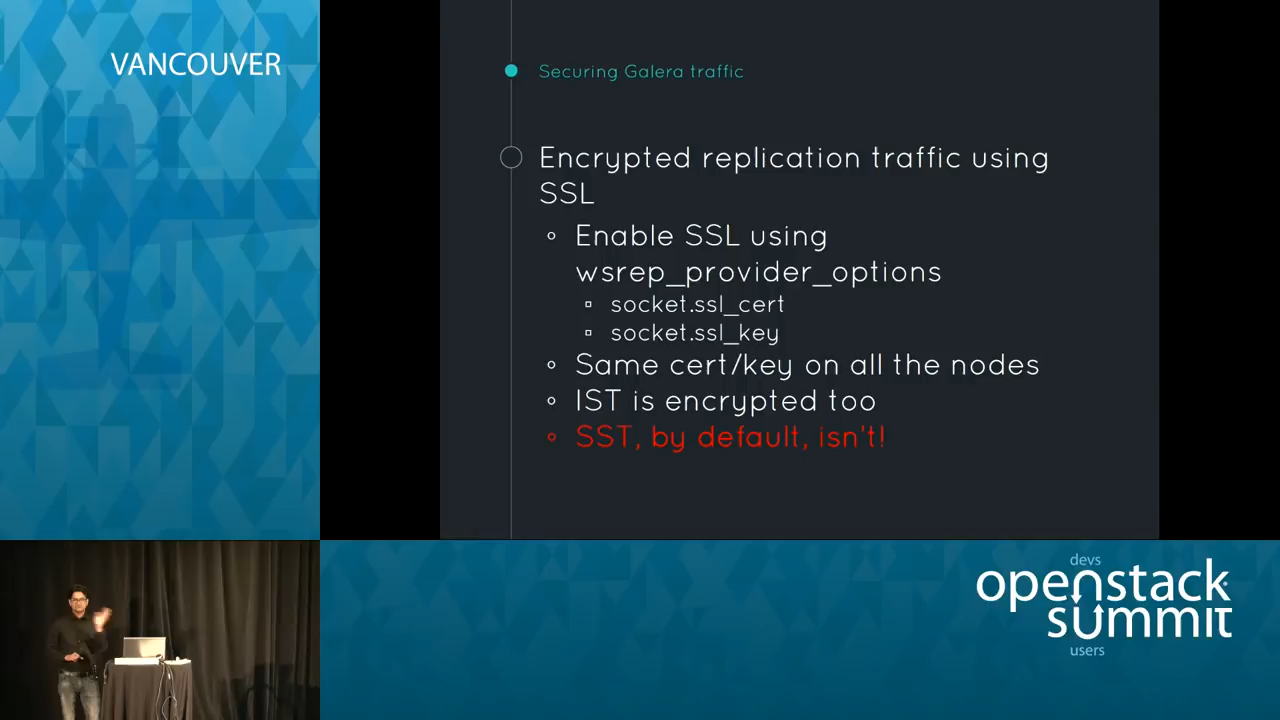 VANCOUVER
Securing Galera traffic
Encrypted replication traffic using
SSL
Enable SSL using
wsrep_provider_options
socket.ssl_cert
socket.ssl_key
Same cert/key on all the nodes
IST is encrypted too
SST, by default, isn't!
devs
openstack
summit
users